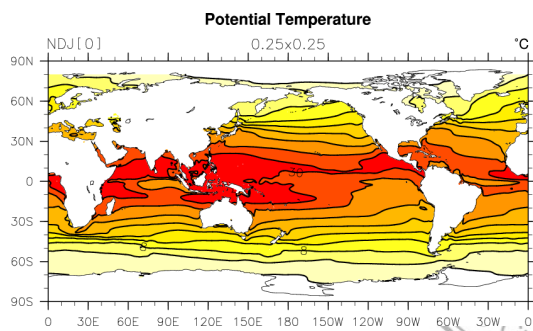 Potential Temperature
NDJ[0] 0.25x0.25 °C
90N
60N
30N
0
30S
60S
90S
30
8
8
0 30E 60E 90E 120E 150E 180 150W 120W 90W 60W 30W 0